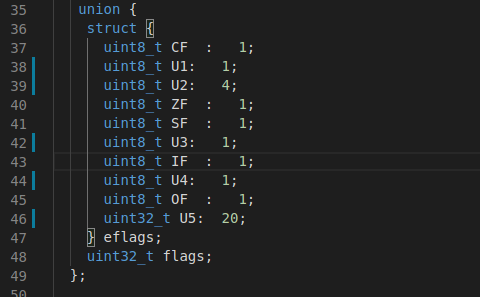 35 union {
36 struct {
37 uint8_t CF : 1;
38 uint8_t U1: 1;
39 uint8_t U2: 4;
40 uint8_t ZF : 1;
41 uint8_t SF : 1;
42 uint8_t U3: 1;
43 uint8_t IF : 1;
44 uint8_t U4: 1;
45 uint8_t OF : 1;
46 uint32_t U5: 20;
47 } eflags;
48 uint32_t flags;
49 };
50